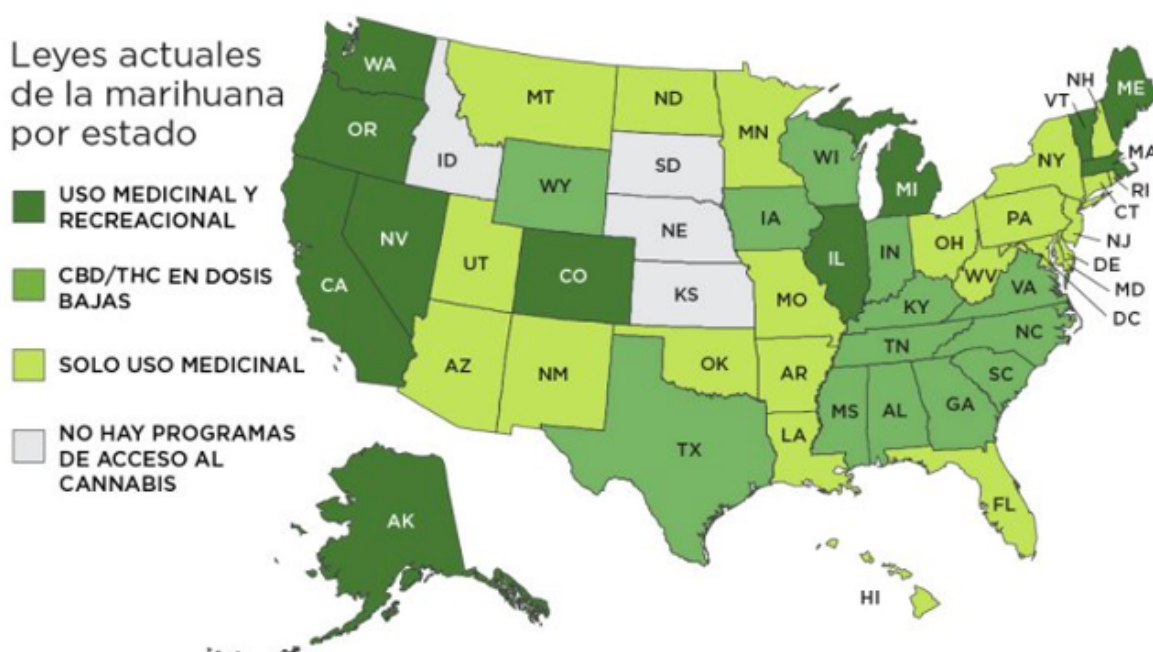 Leyes actuales
de la marihuana
por estado
USO MEDICINAL Y
RECREACIONAL
CBD/THC EN DOSIS
BAJAS
SOLO USO MEDICINAL
NO HAY PROGRAMAS
DE ACCESO AL
CANNABIS
WA
OR
CA
NV
ID
MT
WY
UT
CO
AZ
NM
ND
SD
NE
KS
OK
TX
MN
IA
MO
AR
LA
WI
IL
MI
IN
OH
KY
TN
MS
AL
GA
FL
SC
NC
VA
WV
PA
NY
VT
NH
ME
MA
RI
CT
NJ
DE
MD
DC
AK
HI